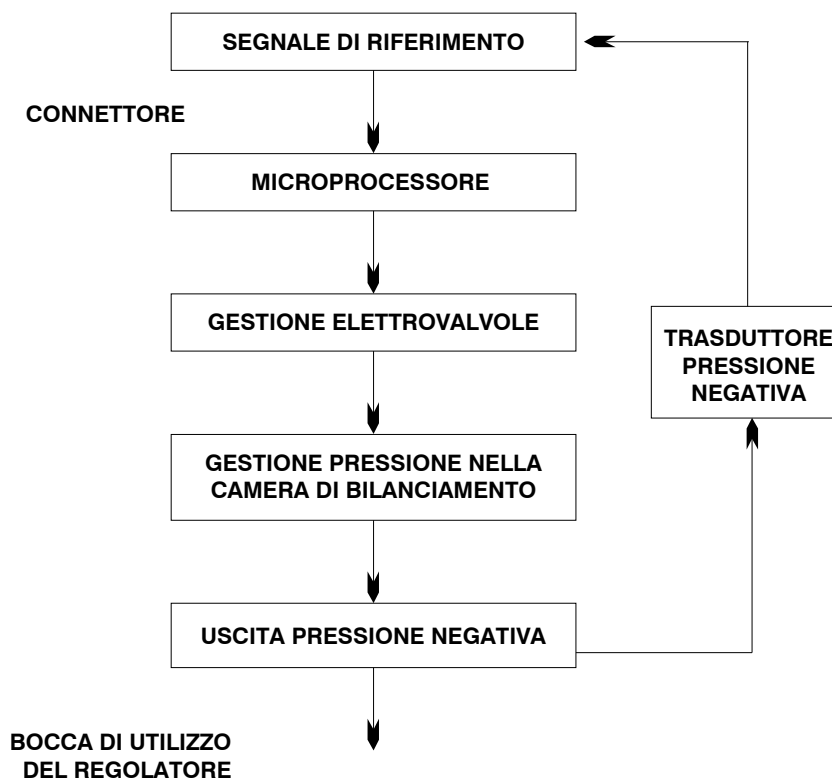 SEGNALE DI RIFERIMENTO
CONNETTORE
MICROPROCESSORE
GESTIONE ELETTROVALVOLE
TRASDUTTORE
PRESSIONE
NEGATIVA
GESTIONE PRESSIONE NELLA
CAMERA DI BILANCIAMENTO
USCITA PRESSIONE NEGATIVA
BOCCA DI UTILIZZO
DEL REGOLATORE